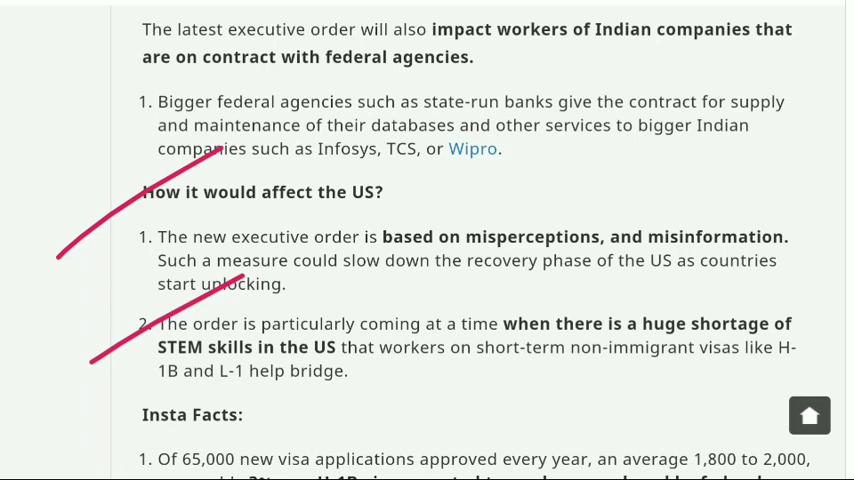 The latest executive order will also impact workers of Indian companies that
are on contract with federal agencies.
1. Bigger federal agencies such as state-run banks give the contract for supply
and maintenance of their databases and other services to bigger Indian
companies such as Infosys, TCS, or Wipro.
How it would affect the US?
1. The new executive order is based on misperceptions, and misinformation.
Such a measure could slow down the recovery phase of the US as countries
start unlocking.
2. The order is particularly coming at a time when there is a huge shortage of
STEM skills in the US that workers on short-term non-immigrant visas like H-
1B and L-1 help bridge.
Insta Facts:
1. Of 65,000 new visa applications approved every year, an average 1,800 to 2,000,